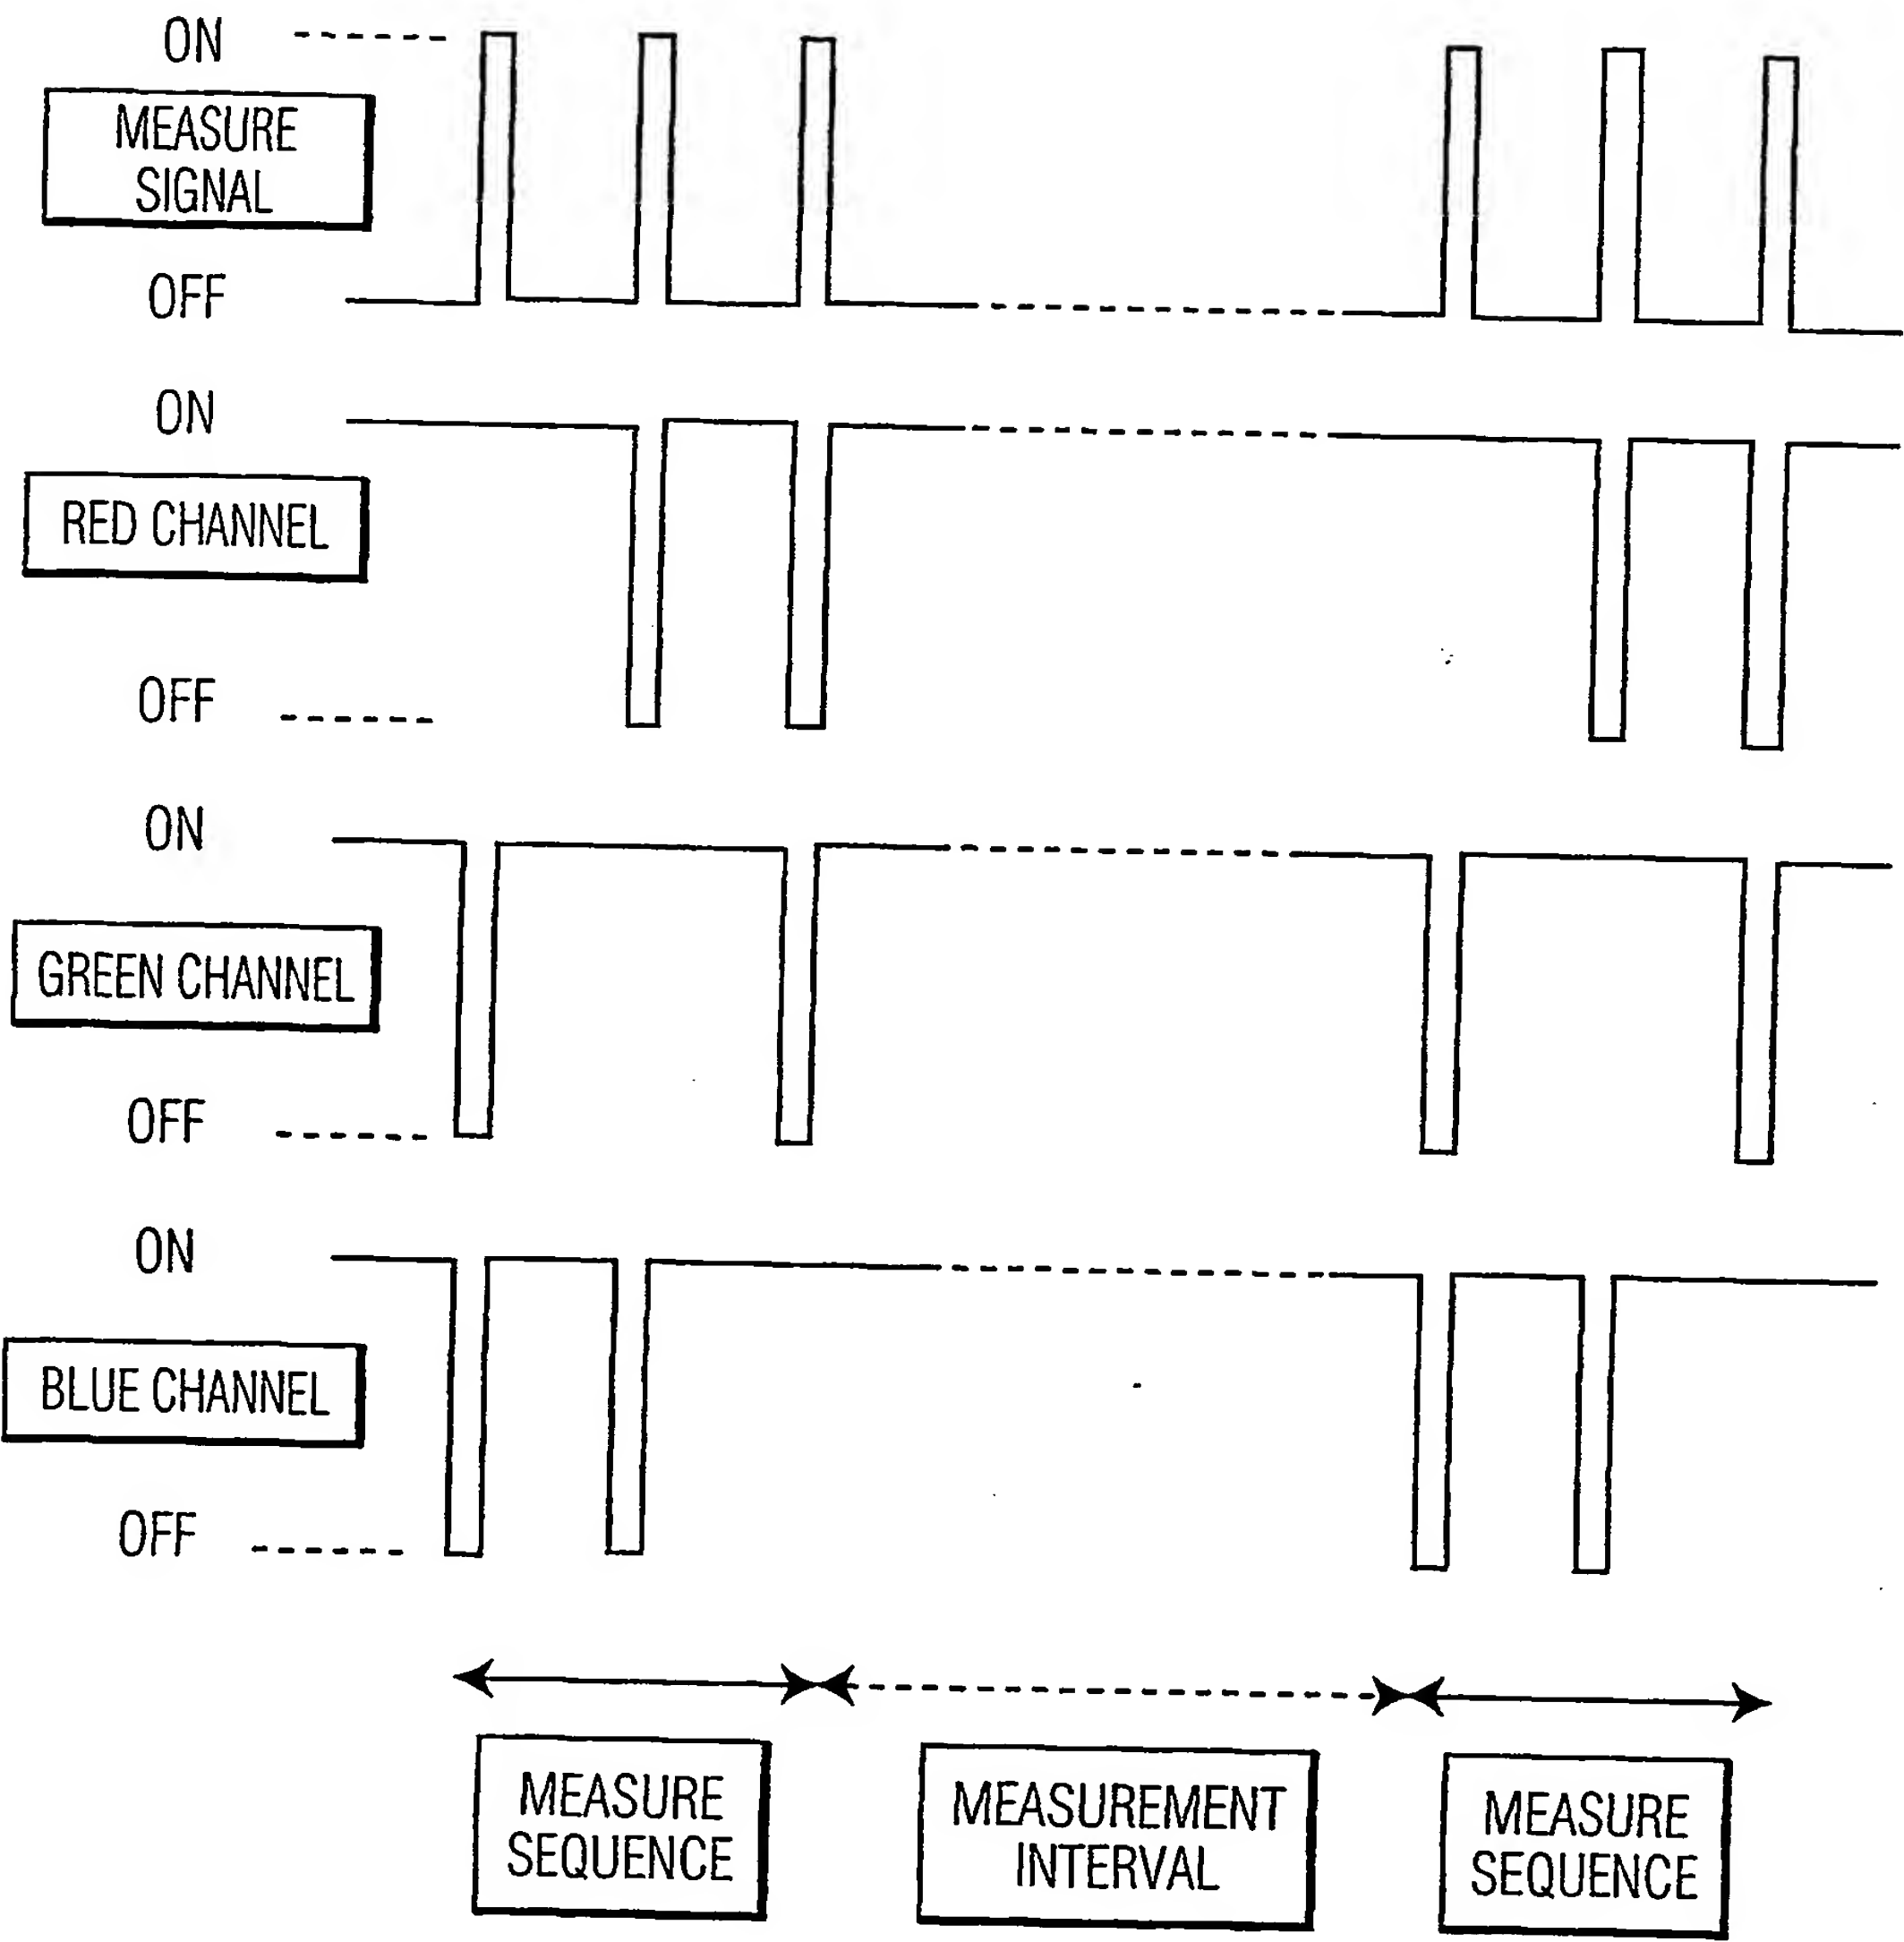 ON
MEASURE
SIGNAL
OFF
ON
RED CHANNEL
OFF
ON
GREEN CHANNEL
OFF
ON
BLUE CHANNEL
OFF
MEASURE
SEQUENCE
MEASUREMENT
INTERVAL
MEASURE
SEQUENCE